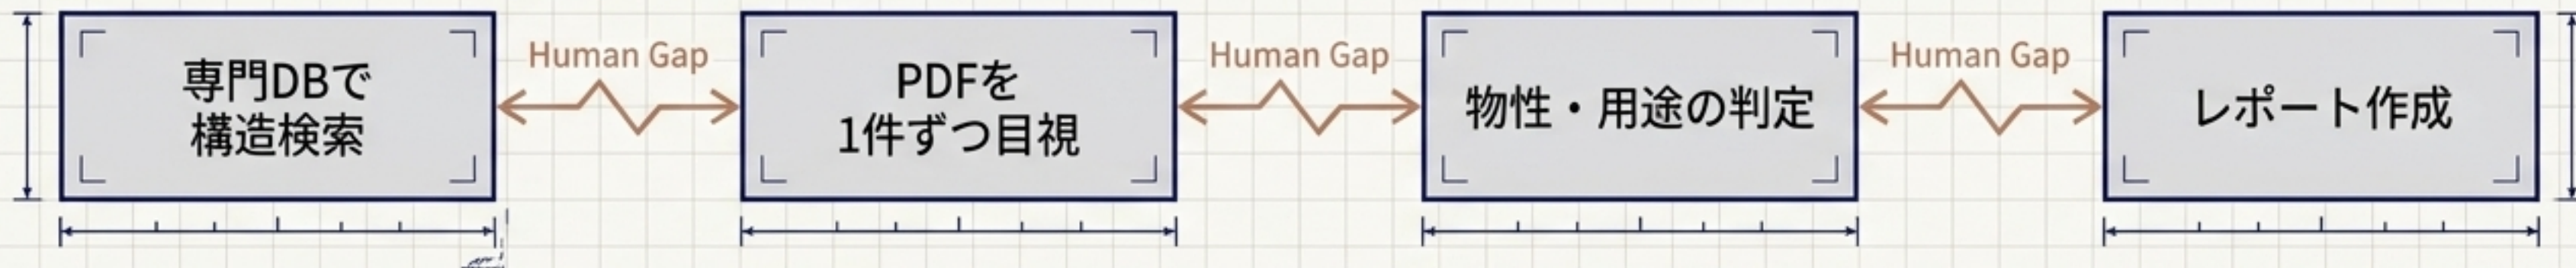 専門DBで
構造検索
Human Gap
PDFを
1件ずつ目視
Human Gap
物性・用途の判定
Human Gap
レポート作成